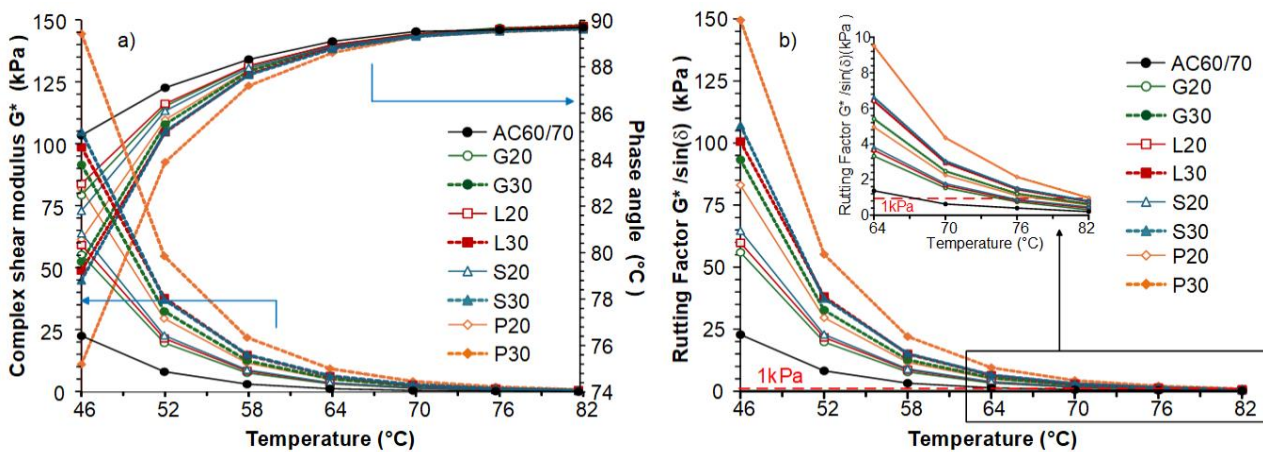 a)
Complex shear modulus G* (kPa)
150
125
100
75
50
25
0
46
52
58
64
70
76
82
Temperature (°C)
90
88
86
84
82
80
78
76
74
Phase angle (°C)
AC60/70
G20
G30
L20
L30
S20
S30
P20
P30
b)
Rutting Factor G*/sin(δ) (kPa)
150
125
100
75
50
25
0
1kPa
46
52
58
64
70
76
82
Temperature (°C)
Rutting Factor G*/sin(δ)(kPa)
10
8
6
4
2
0
1kPa
64
70
76
82
Temperature (°C)
AC60/70
G20
G30
L20
L30
S20
S30
P20
P30